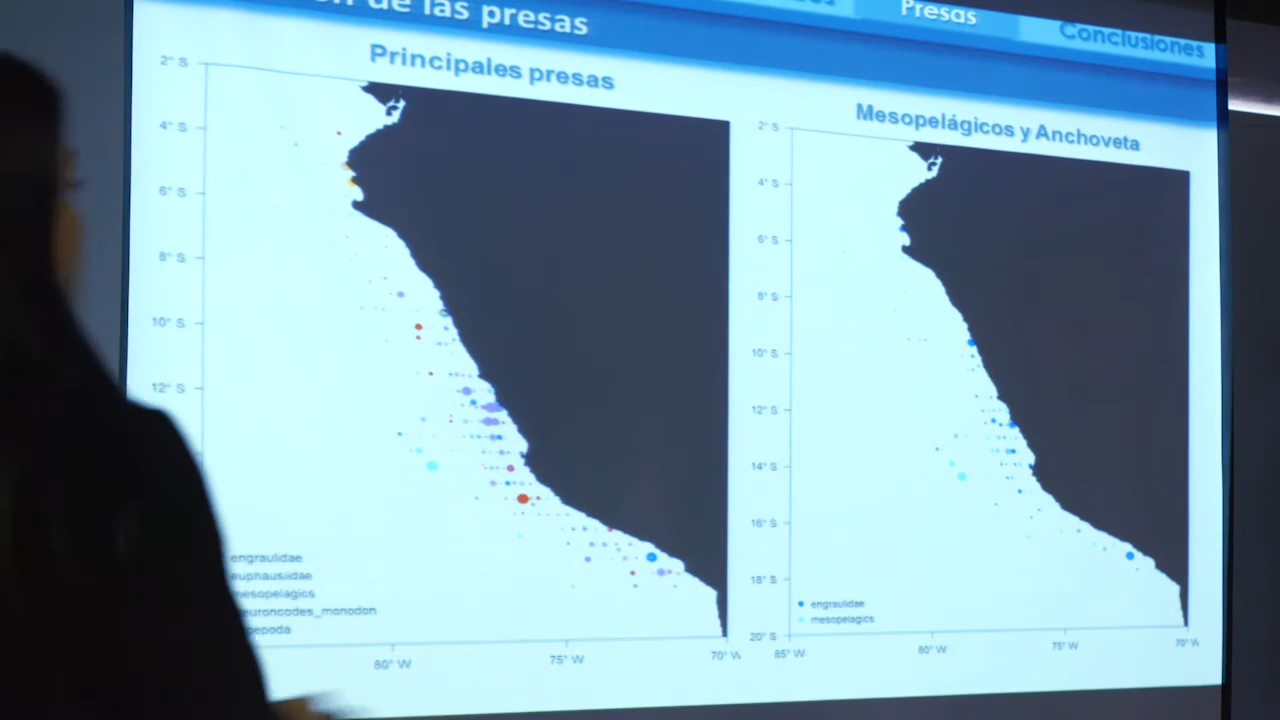 de las presas
Presas
Conclusiones
Principales presas
2° S
4° S
6° S
8° S
10° S
12° S
engraulidae
euphausiidae
mesopelagics
euroncodes_monodon
epoda
80° W
75° W
70° W
Mesopelágicos y Anchoveta
2° S
4° S
6° S
8° S
10° S
12° S
14° S
16° S
18° S
20° S
engraulidae
mesopelagics
85° W
80° W
75° W
70° W